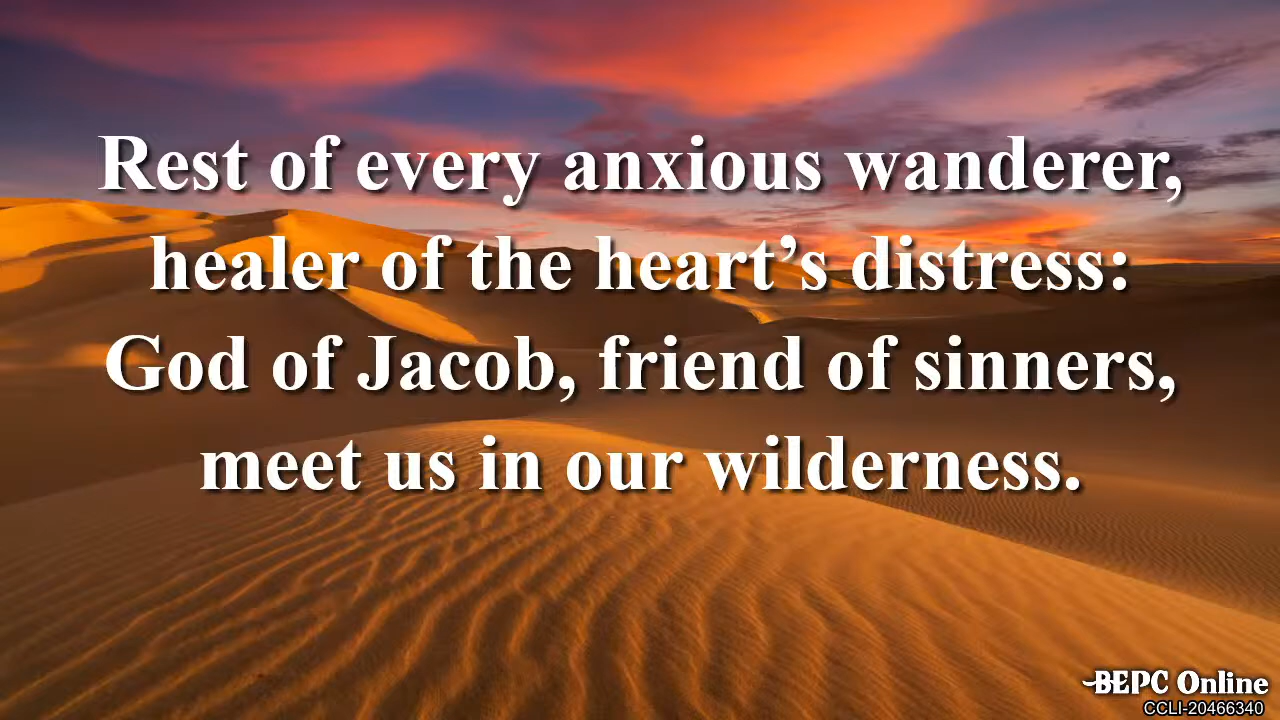 Rest of every anxious wanderer,
healer of the heart’s distress:
God of Jacob, friend of sinners,
meet us in our wilderness.
BEPC Online
CCLI-20466340